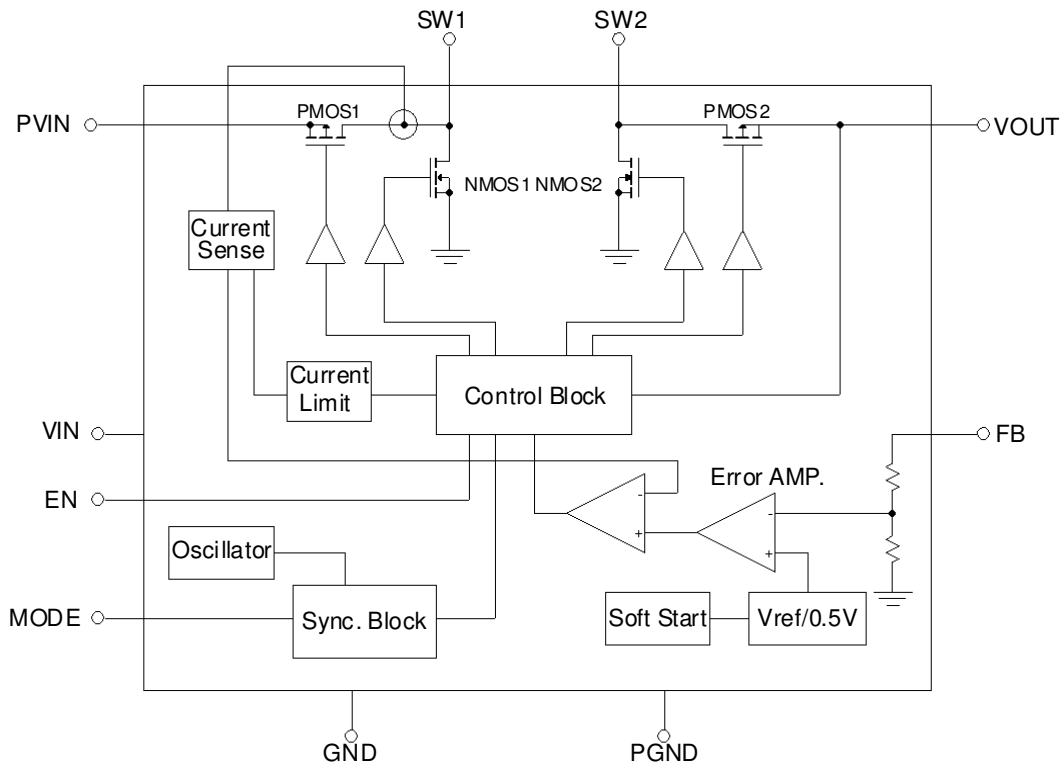 SW1
SW2
PVIN
PMOS1
PMOS2
VOUT
NMOS1
NMOS2
Current
Sense
Current
Limit
Control Block
VIN
FB
EN
Error AMP.
-
+
-
+
Oscillator
MODE
Sync. Block
Soft Start
Vref/0.5V
GND
PGND